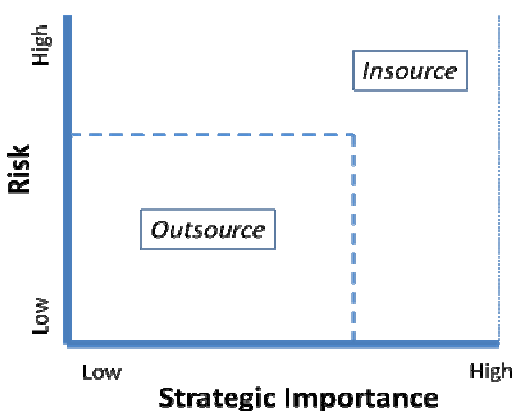 High
Insource
Risk
Outsource
Low
Low
High
Strategic Importance